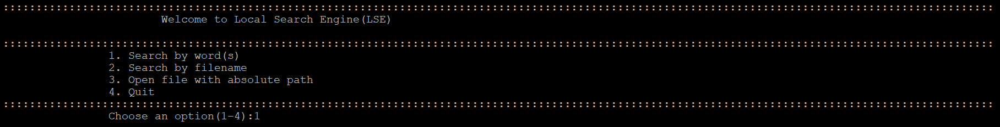 ::::::::::::::::::::::::::::::::::::::::::::::::::::::::::::::::::::::::::::::::::::::::::::::::::::::::::::::::::::::::::::::::::::::::::::::::::::::
Welcome to Local Search Engine(LSE)
::::::::::::::::::::::::::::::::::::::::::::::::::::::::::::::::::::::::::::::::::::::::::::::::::::::::::::::::::::::::::::::::::::::::::::::::::::::
1. Search by word(s)
2. Search by filename
3. Open file with absolute path
4. Quit
::::::::::::::::::::::::::::::::::::::::::::::::::::::::::::::::::::::::::::::::::::::::::::::::::::::::::::::::::::::::::::::::::::::::::::::::::::::
Choose an option(1-4):1